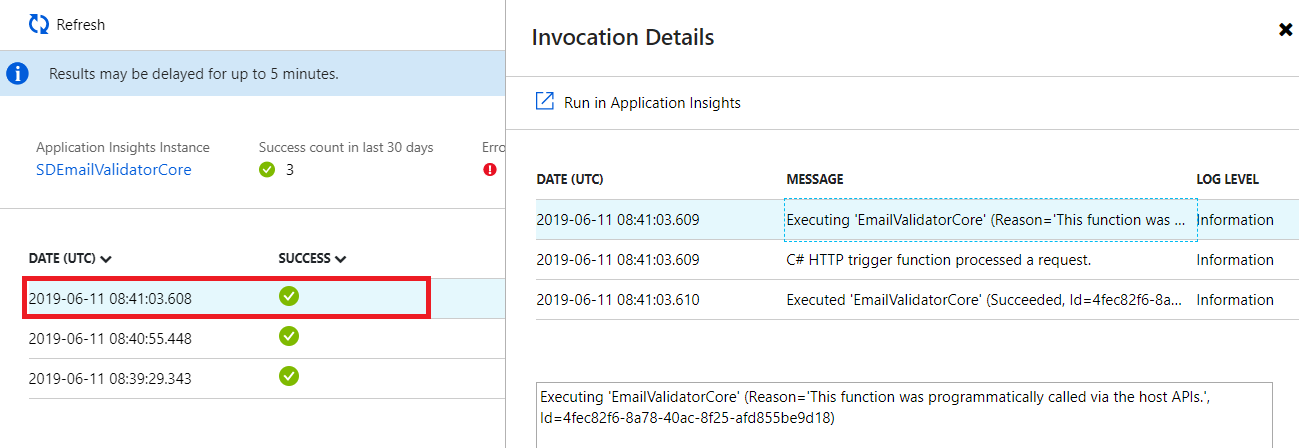 Refresh
Results may be delayed for up to 5 minutes.
Application Insights Instance
SDEmailValidatorCore
Success count in last 30 days
3
Erro
DATE (UTC) SUCCESS
2019-06-11 08:41:03.608
2019-06-11 08:40:55.448
2019-06-11 08:39:29.343
Invocation Details
Run in Application Insights
DATE (UTC) MESSAGE LOG LEVEL
2019-06-11 08:41:03.609 Executing 'EmailValidatorCore' (Reason='This function was ... Information
2019-06-11 08:41:03.609 C# HTTP trigger function processed a request. Information
2019-06-11 08:41:03.610 Executed 'EmailValidatorCore' (Succeeded, Id=4fec82f6-8a... Information
Executing 'EmailValidatorCore' (Reason='This function was programmatically called via the host APIs.',
Id=4fec82f6-8a78-40ac-8f25-afd855be9d18)